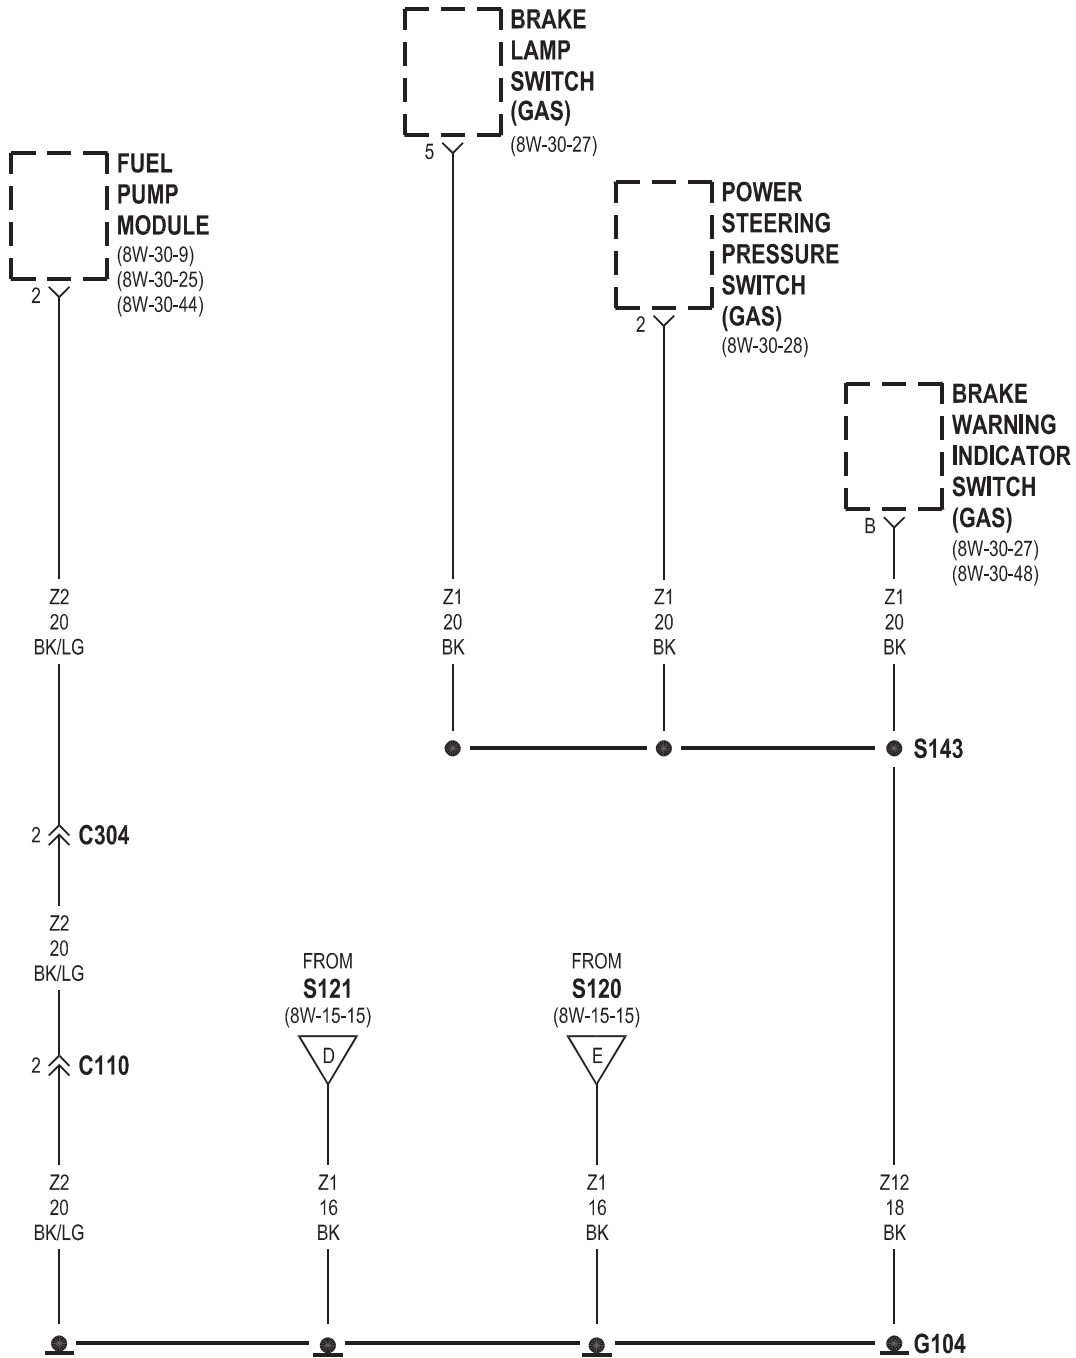 BRAKE
LAMP
SWITCH
(GAS)
(8W-30-27)
5
FUEL
PUMP
MODULE
(8W-30-9)
(8W-30-25)
(8W-30-44)
2
POWER
STEERING
PRESSURE
SWITCH
(GAS)
(8W-30-28)
2
BRAKE
WARNING
INDICATOR
SWITCH
(GAS)
(8W-30-27)
(8W-30-48)
B
Z2
20
BK/LG
Z1
20
BK
Z1
20
BK
Z1
20
BK
S143
2 C304
Z2
20
BK/LG
FROM
S121
(8W-15-15)
D
FROM
S120
(8W-15-15)
E
2 C110
Z2
20
BK/LG
Z1
16
BK
Z1
16
BK
Z12
18
BK
G104